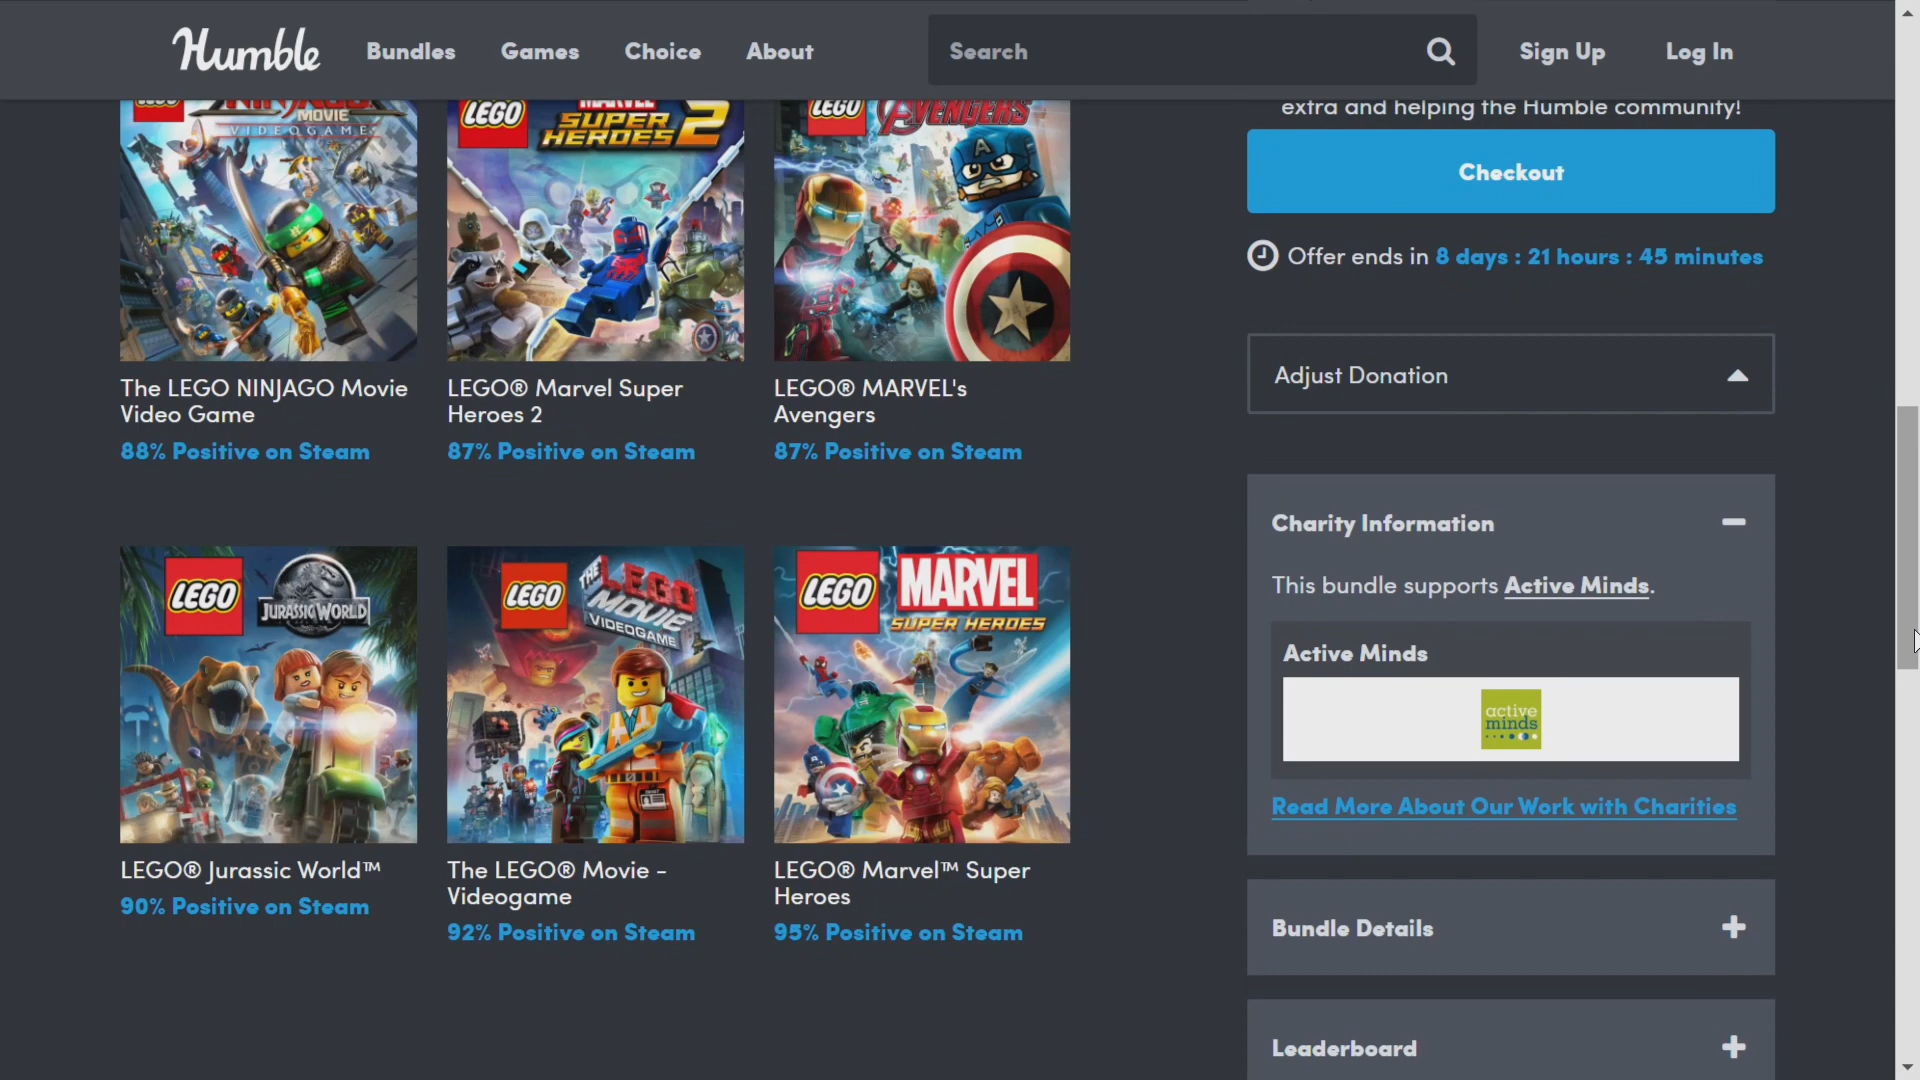 Humble
Bundles
Games
Choice
About
Search
Sign Up
Log In
extra and helping the Humble community!
Checkout
Offer ends in 8 days : 21 hours : 45 minutes
Adjust Donation
LEGO
NINJAGO
MOVIE
VIDEOGAME
LEGO
MARVEL
SUPER
HEROES 2
LEGO
AVENGERS
The LEGO NINJAGO Movie
Video Game
88% Positive on Steam
LEGO® Marvel Super
Heroes 2
87% Positive on Steam
LEGO® MARVEL's
Avengers
87% Positive on Steam
LEGO
JURASSIC WORLD
LEGO
THE LEGO
MOVIE
VIDEOGAME
LEGO
MARVEL
SUPER HEROES
LEGO® Jurassic World™
90% Positive on Steam
The LEGO® Movie -
Videogame
92% Positive on Steam
LEGO® Marvel™ Super
Heroes
95% Positive on Steam
Charity Information
This bundle supports Active Minds.
Active Minds
active
minds
Read More About Our Work with Charities
Bundle Details
Leaderboard